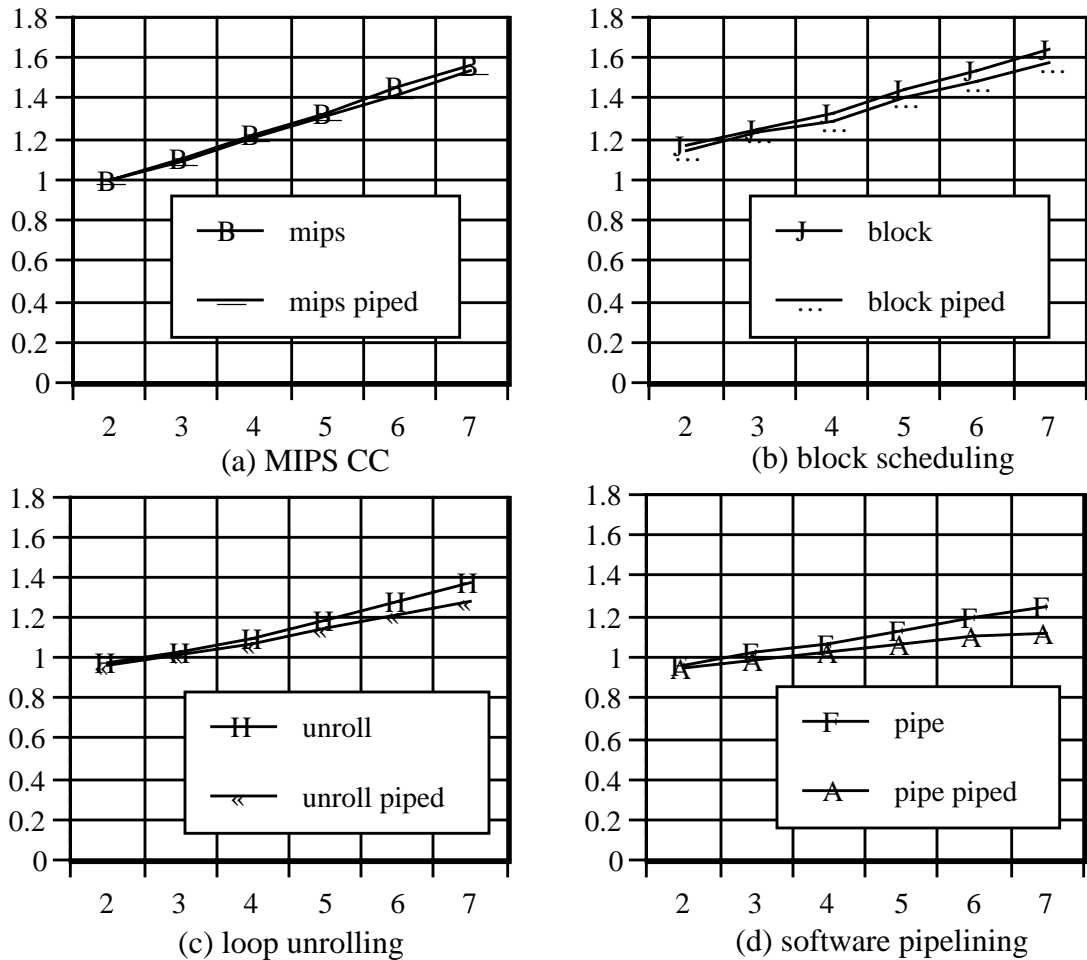 1.8
1.6
1.4
1.2
1
0.8
0.6
0.4
0.2
0
B
B
B
B
B
B
B mips
— mips piped
2 3 4 5 6 7
(a) MIPS CC
1.8
1.6
1.4
1.2
1
0.8
0.6
0.4
0.2
0
J
J
J
J
J
J
...
...
...
...
...
...
J block
... block piped
2 3 4 5 6 7
(b) block scheduling
1.8
1.6
1.4
1.2
1
0.8
0.6
0.4
0.2
0
H
H
H
H
H
H
«
«
«
«
«
«
H unroll
« unroll piped
2 3 4 5 6 7
(c) loop unrolling
1.8
1.6
1.4
1.2
1
0.8
0.6
0.4
0.2
0
F
F
F
F
F
F
A
A
A
A
A
A
F pipe
A pipe piped
2 3 4 5 6 7
(d) software pipelining